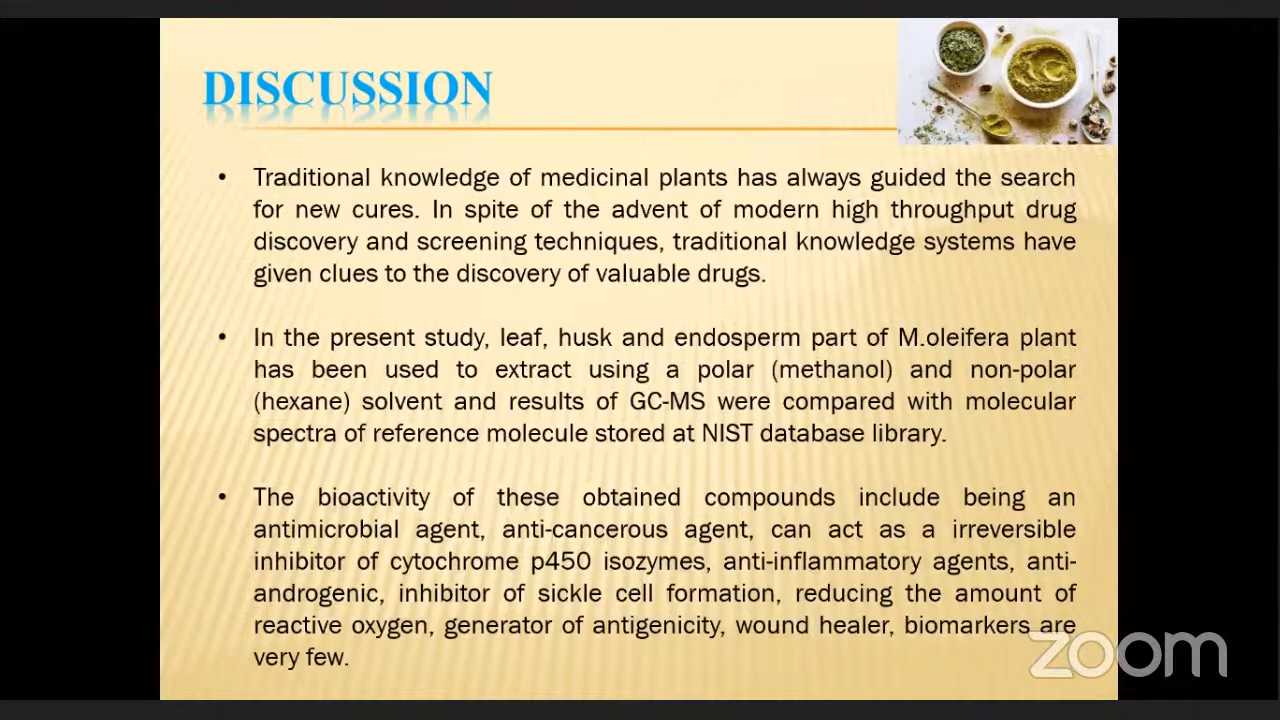 DISCUSSION
• Traditional knowledge of medicinal plants has always guided the search
for new cures. In spite of the advent of modern high throughput drug
discovery and screening techniques, traditional knowledge systems have
given clues to the discovery of valuable drugs.
• In the present study, leaf, husk and endosperm part of M.oleifera plant
has been used to extract using a polar (methanol) and non-polar
(hexane) solvent and results of GC-MS were compared with molecular
spectra of reference molecule stored at NIST database library.
• The bioactivity of these obtained compounds include being an
antimicrobial agent, anti-cancerous agent, can act as a irreversible
inhibitor of cytochrome p450 isozymes, anti-inflammatory agents, anti-
androgenic, inhibitor of sickle cell formation, reducing the amount of
reactive oxygen, generator of antigenicity, wound healer, biomarkers are
very few.
zoom